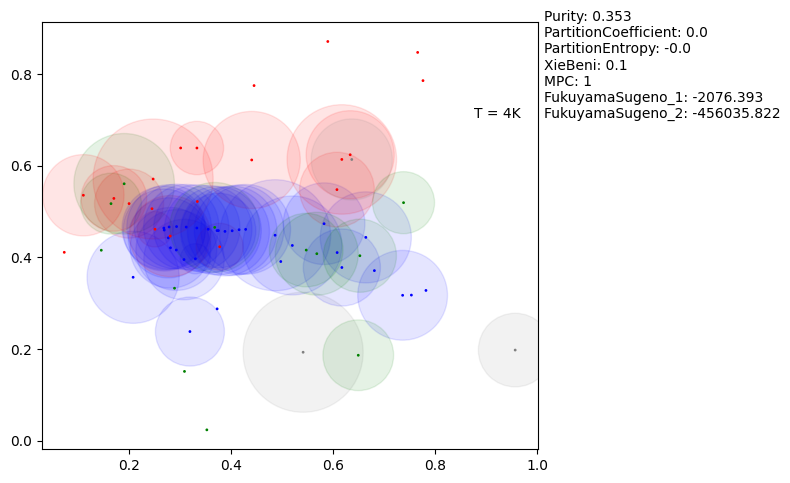 Purity: 0.353
PartitionCoefficient: 0.0
PartitionEntropy: -0.0
XieBeni: 0.1
MPC: 1
FukuyamaSugeno_1: -2076.393
FukuyamaSugeno_2: -456035.822
T = 4K
0.8
0.6
0.4
0.2
0.0
0.2 0.4 0.6 0.8 1.0